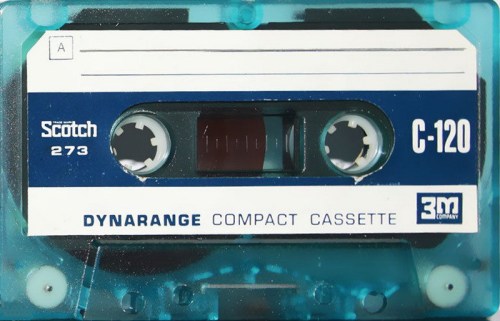 A
Scotch
273
C-120
DYNARANGE COMPACT CASSETTE
3M
COMPANY